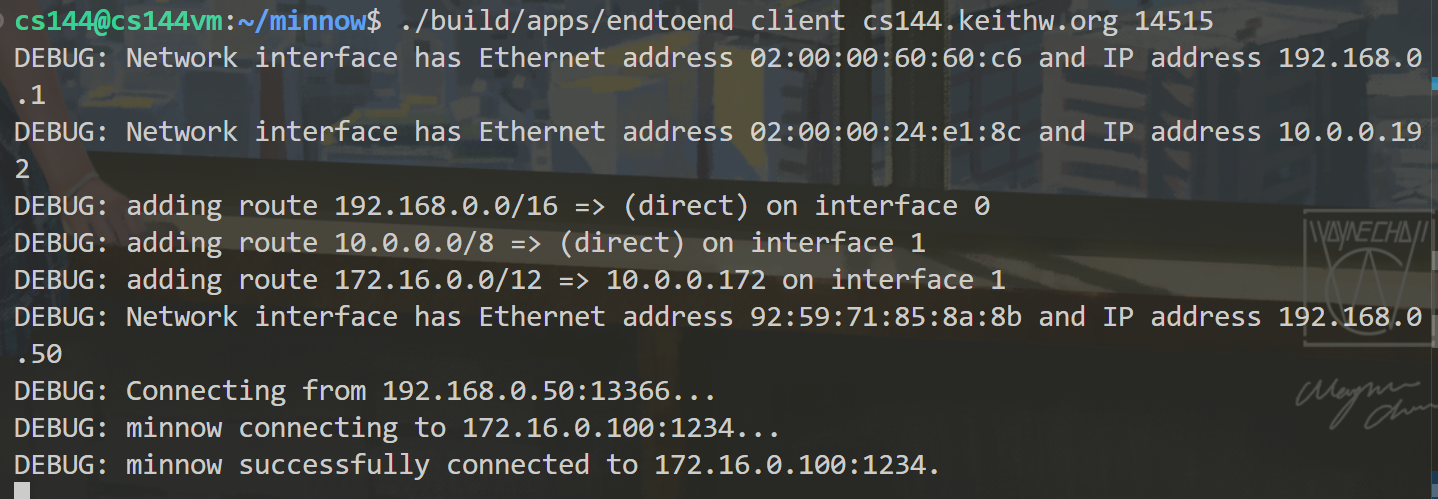 cs144@cs144vm:~/minnow$ ./build/apps/endtoend client cs144.keithw.org 14515
DEBUG: Network interface has Ethernet address 02:00:00:60:60:c6 and IP address 192.168.0
.1
DEBUG: Network interface has Ethernet address 02:00:00:24:e1:8c and IP address 10.0.0.19
2
DEBUG: adding route 192.168.0.0/16 => (direct) on interface 0
DEBUG: adding route 10.0.0.0/8 => (direct) on interface 1
DEBUG: adding route 172.16.0.0/12 => 10.0.0.172 on interface 1
DEBUG: Network interface has Ethernet address 92:59:71:85:8a:8b and IP address 192.168.0
.50
DEBUG: Connecting from 192.168.0.50:13366...
DEBUG: minnow connecting to 172.16.0.100:1234...
DEBUG: minnow successfully connected to 172.16.0.100:1234.